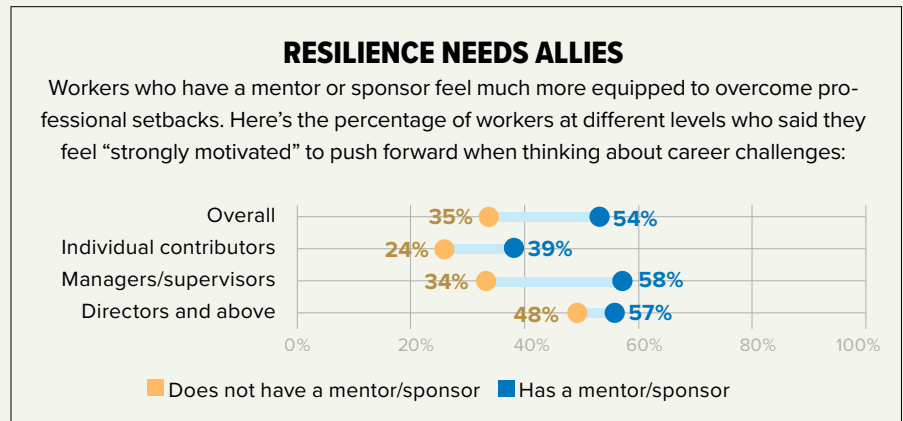 RESILIENCE NEEDS ALLIES
Workers who have a mentor or sponsor feel much more equipped to overcome pro-
fessional setbacks. Here’s the percentage of workers at different levels who said they
feel “strongly motivated” to push forward when thinking about career challenges:
Overall 35% 54%
Individual contributors 24% 39%
Managers/supervisors 34% 58%
Directors and above 48% 57%
0% 20% 40% 60% 80% 100%
Does not have a mentor/sponsor Has a mentor/sponsor